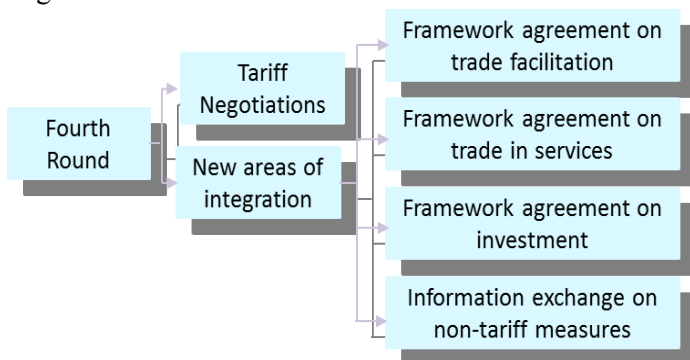 Fourth
Round
Tariff
Negotiations
New areas of
integration
Framework agreement on
trade facilitation
Framework agreement on
trade in services
Framework agreement on
investment
Information exchange on
non-tariff measures